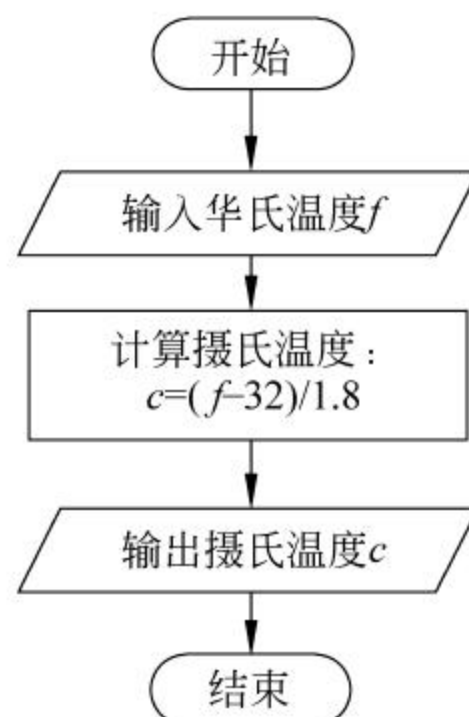 开始
输入华氏温度f
计算摄氏温度：
c=(f–32)/1.8
输出摄氏温度c
结束